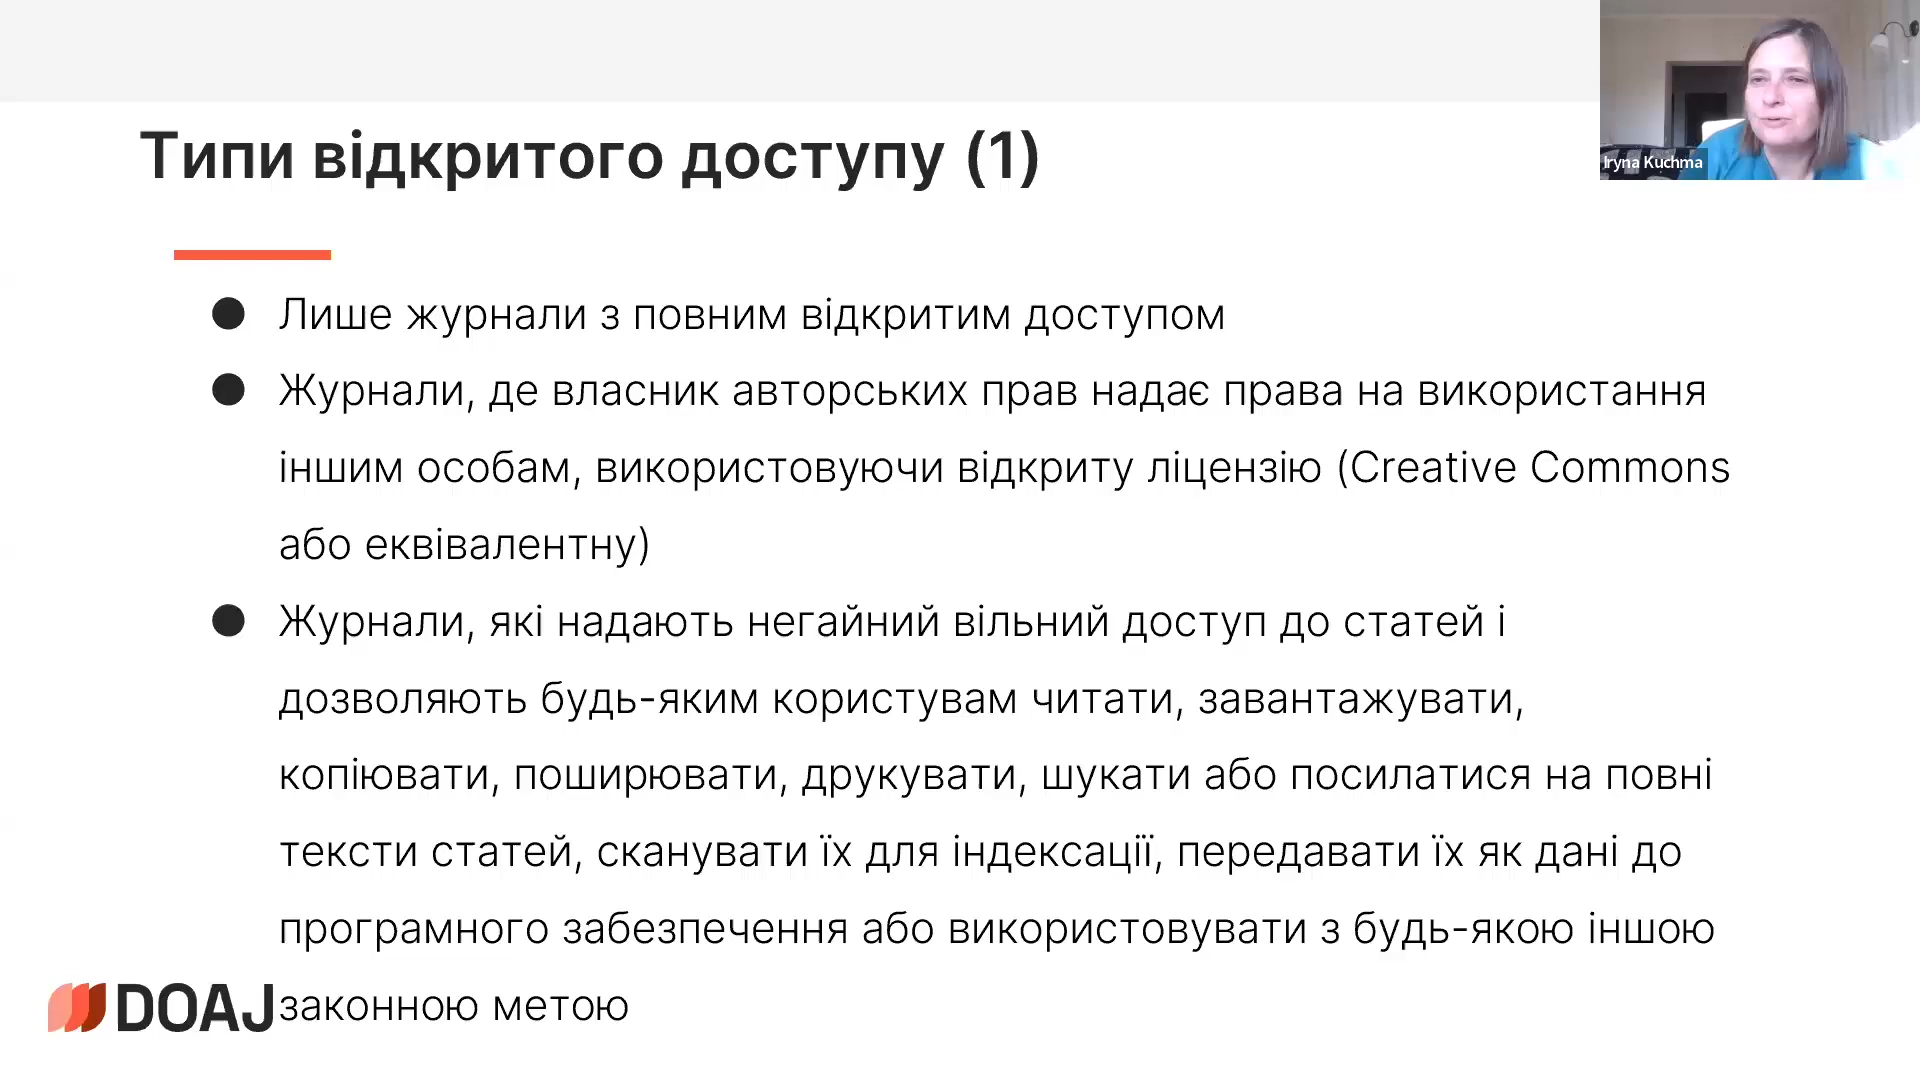 Типи відкритого доступу (1)
Iryna Kuchma
● Лише журнали з повним відкритим доступом
● Журнали, де власник авторських прав надає права на використання
іншим особам, використовуючи відкриту ліцензію (Creative Commons
або еквівалентну)
● Журнали, які надають негайний вільний доступ до статей і
дозволяють будь-яким користувам читати, завантажувати,
копіювати, поширювати, друкувати, шукати або посилатися на повні
тексти статей, сканувати їх для індексації, передавати їх як дані до
програмного забезпечення або використовувати з будь-якою іншою
законною метою
DOAJ